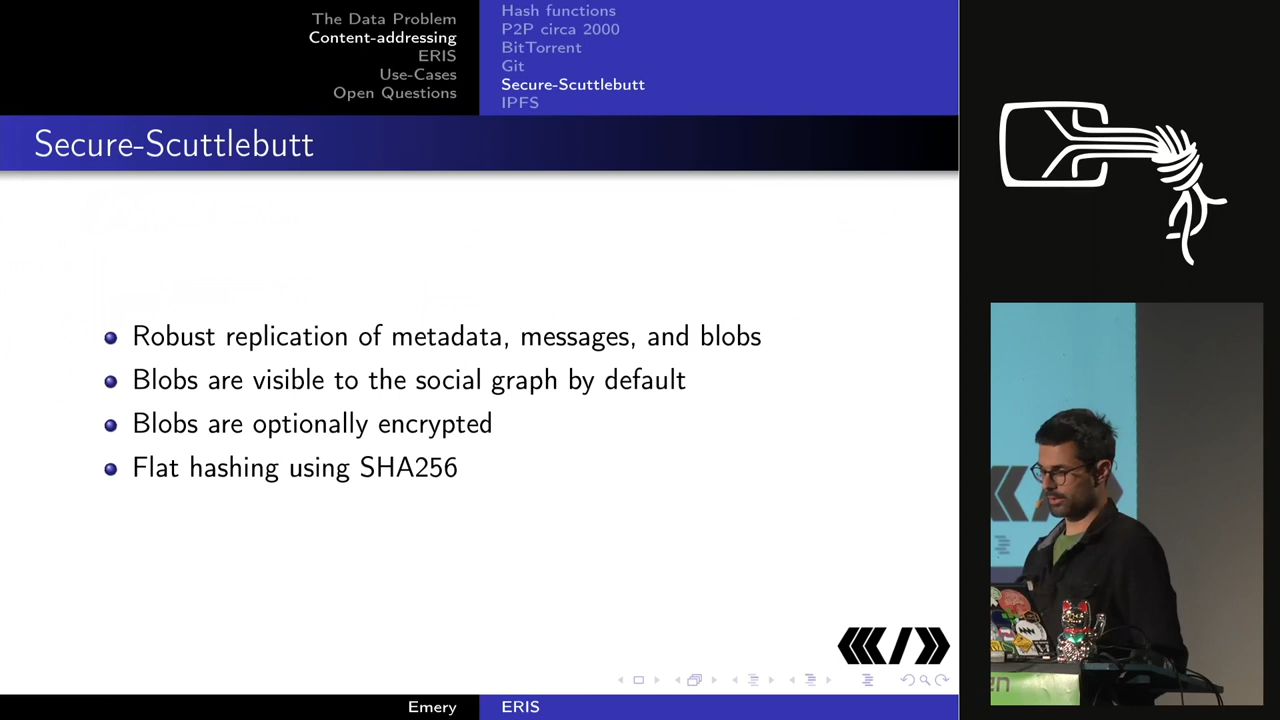 The Data Problem
Content-addressing
ERIS
Use-Cases
Open Questions
Hash functions
P2P circa 2000
BitTorrent
Git
Secure-Scuttlebutt
IPFS
Secure-Scuttlebutt
Robust replication of metadata, messages, and blobs
Blobs are visible to the social graph by default
Blobs are optionally encrypted
Flat hashing using SHA256
Emery
ERIS